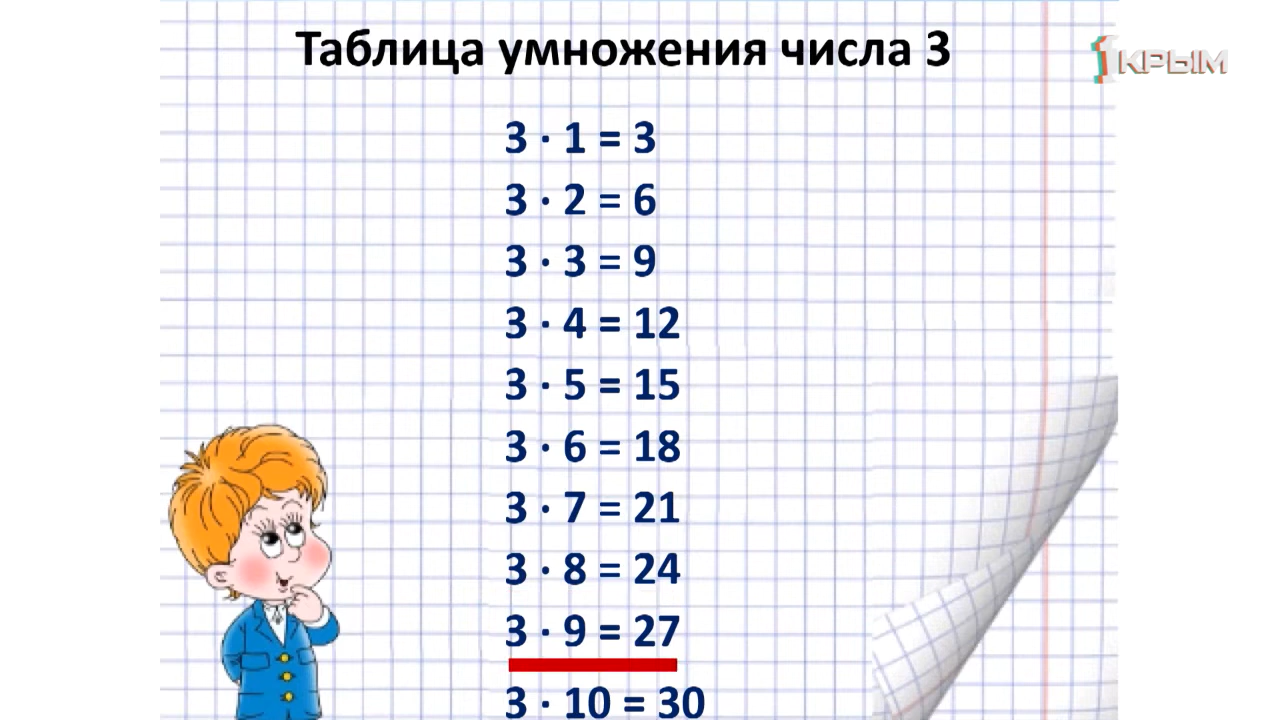 Таблица умножения числа 3
1КРЫМ
3 · 1 = 3
3 · 2 = 6
3 · 3 = 9
3 · 4 = 12
3 · 5 = 15
3 · 6 = 18
3 · 7 = 21
3 · 8 = 24
3 · 9 = 27
3 · 10 = 30